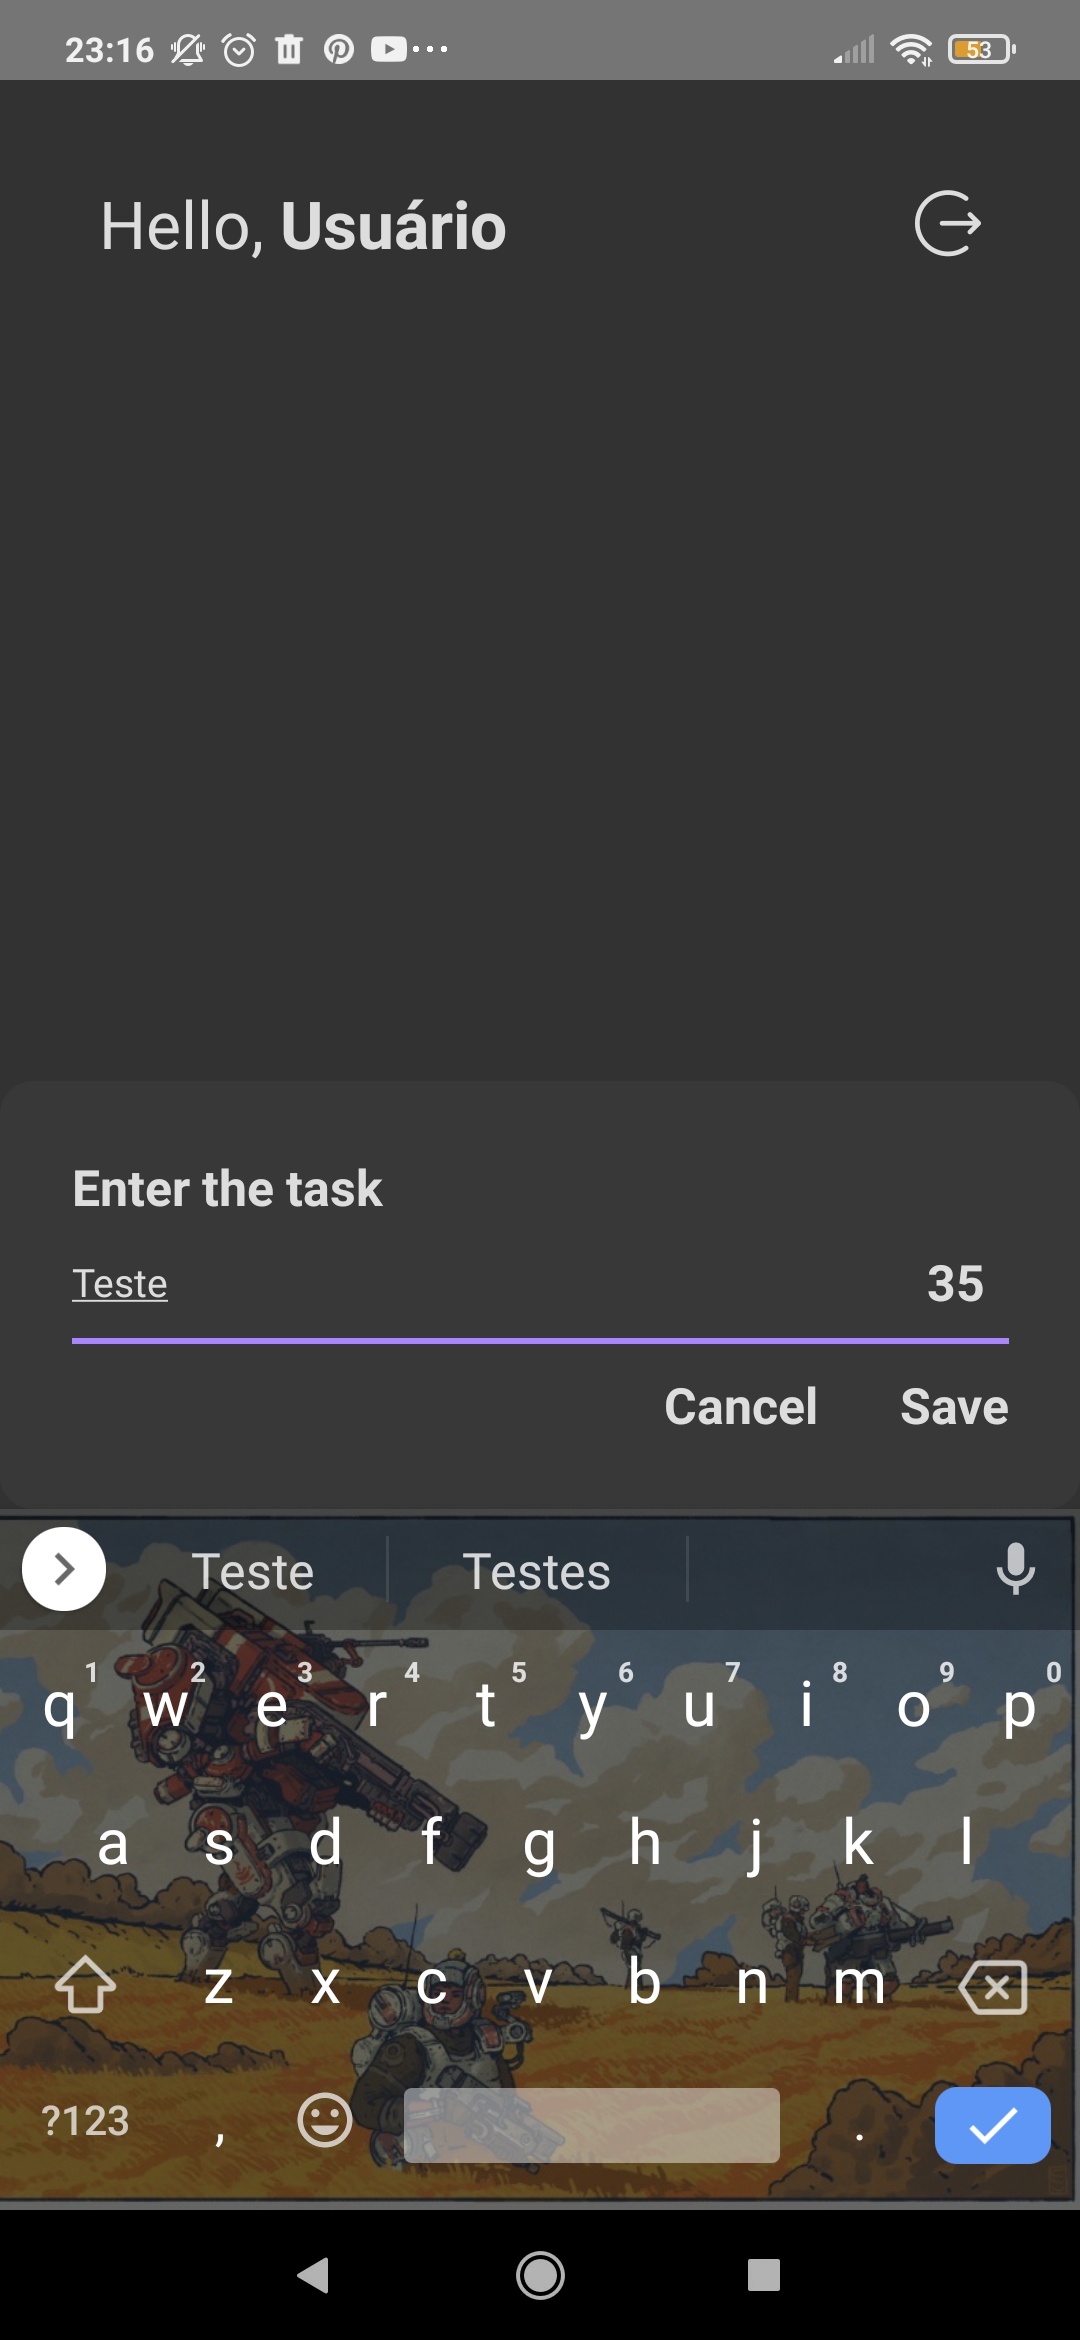 23:16 53
Hello, Usuário
Enter the task
Teste 35
Cancel Save
Teste Testes
1 2 3 4 5 6 7 8 9 0
q w e r t y u i o p
a s d f g h j k l
z x c v b n m
?123 , .